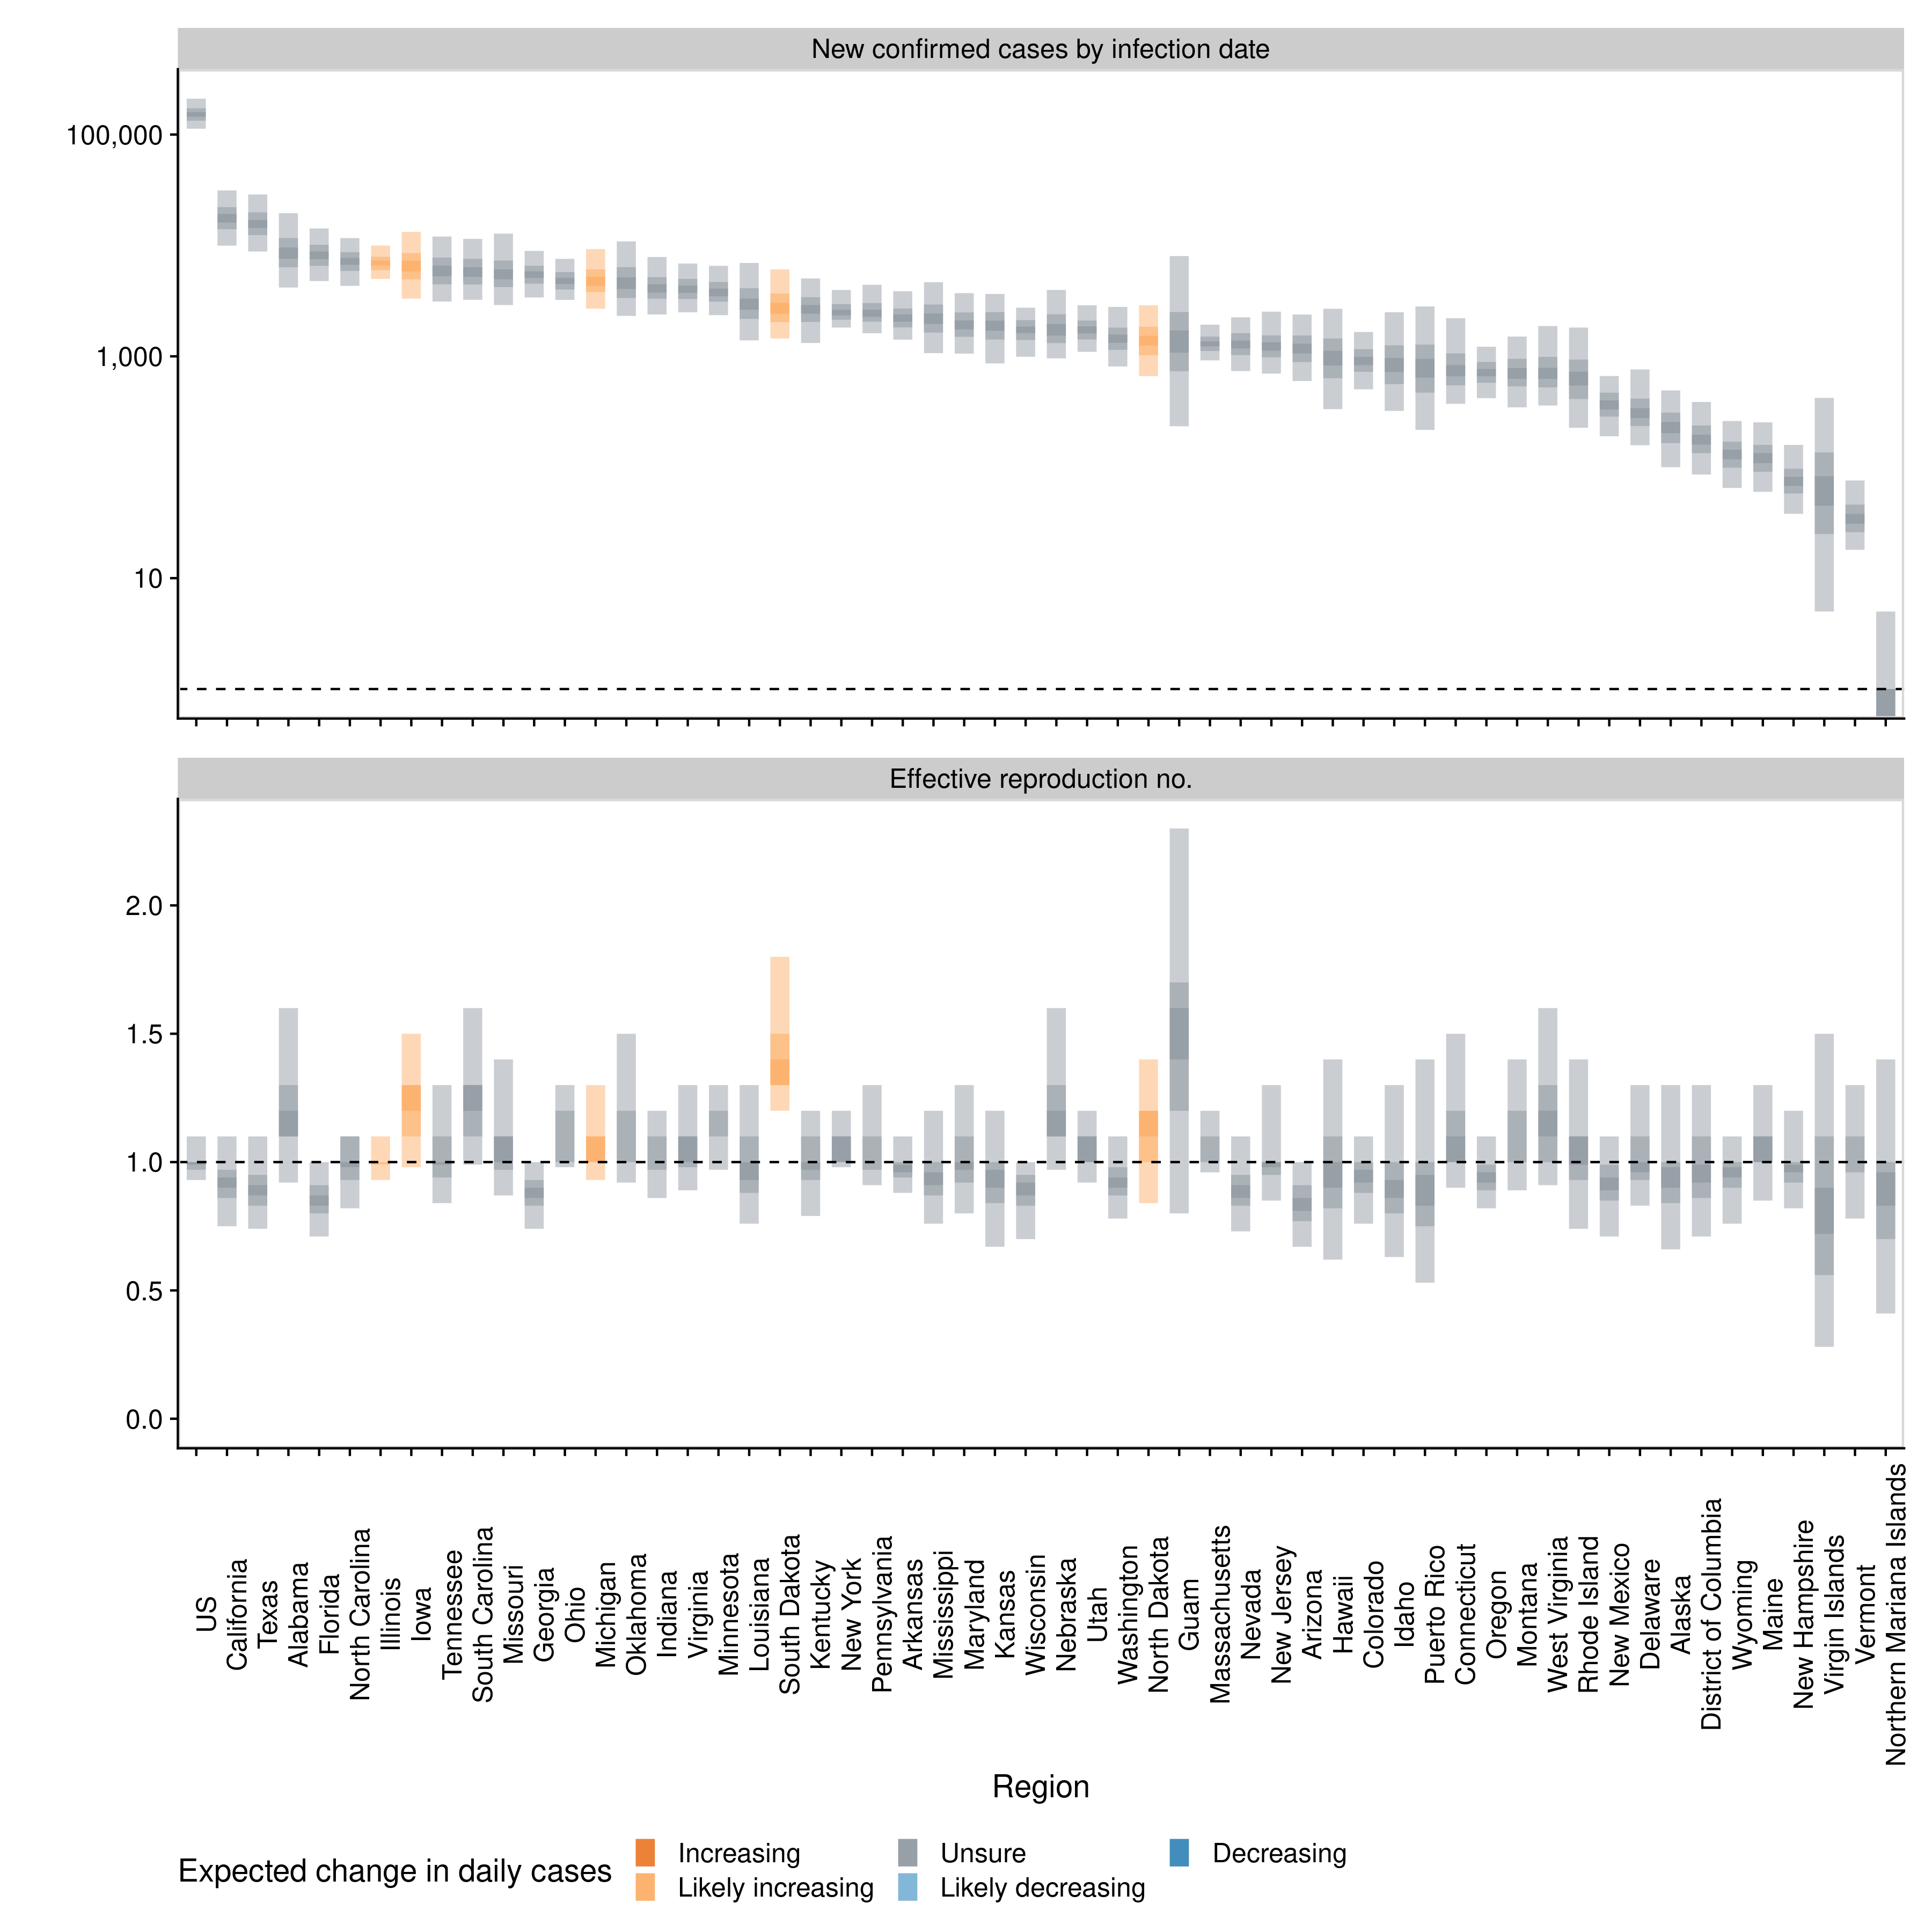 New confirmed cases by infection date
100,000
1,000
10
Effective reproduction no.
2.0
1.5
1.0
0.5
0.0
US
California
Texas
Alabama
Florida
North Carolina
Illinois
Iowa
Tennessee
South Carolina
Missouri
Georgia
Ohio
Michigan
Oklahoma
Indiana
Virginia
Minnesota
Louisiana
South Dakota
Kentucky
New York
Pennsylvania
Arkansas
Mississippi
Maryland
Kansas
Wisconsin
Nebraska
Utah
Washington
North Dakota
Guam
Massachusetts
Nevada
New Jersey
Arizona
Hawaii
Colorado
Idaho
Puerto Rico
Connecticut
Oregon
Montana
West Virginia
Rhode Island
New Mexico
Delaware
Alaska
District of Columbia
Wyoming
Maine
New Hampshire
Virgin Islands
Vermont
Northern Mariana Islands
Region
Expected change in daily cases
Increasing
Likely increasing
Unsure
Likely decreasing
Decreasing